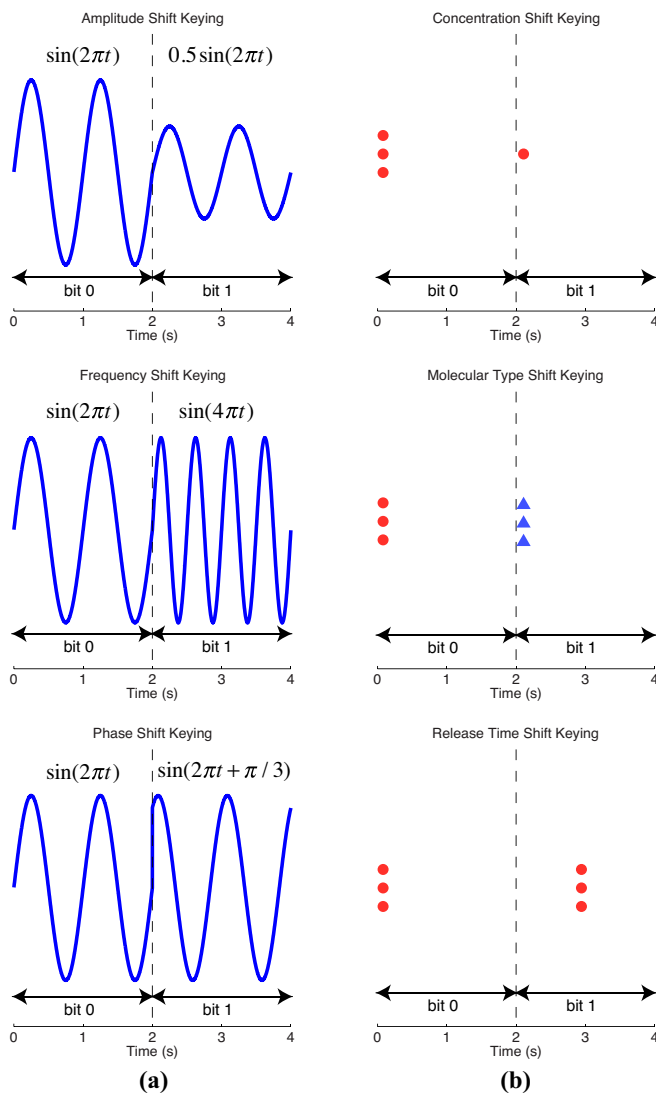 Amplitude Shift Keying
sin(2πt)
0.5sin(2πt)
bit 0
bit 1
0 1 2 3 4
Time (s)
Concentration Shift Keying
bit 0
bit 1
0 1 2 3 4
Time (s)
Frequency Shift Keying
sin(2πt)
sin(4πt)
bit 0
bit 1
0 1 2 3 4
Time (s)
Molecular Type Shift Keying
bit 0
bit 1
0 1 2 3 4
Time (s)
Phase Shift Keying
sin(2πt)
sin(2πt + π / 3)
bit 0
bit 1
0 1 2 3 4
Time (s)
Release Time Shift Keying
bit 0
bit 1
0 1 2 3 4
Time (s)
(a)
(b)